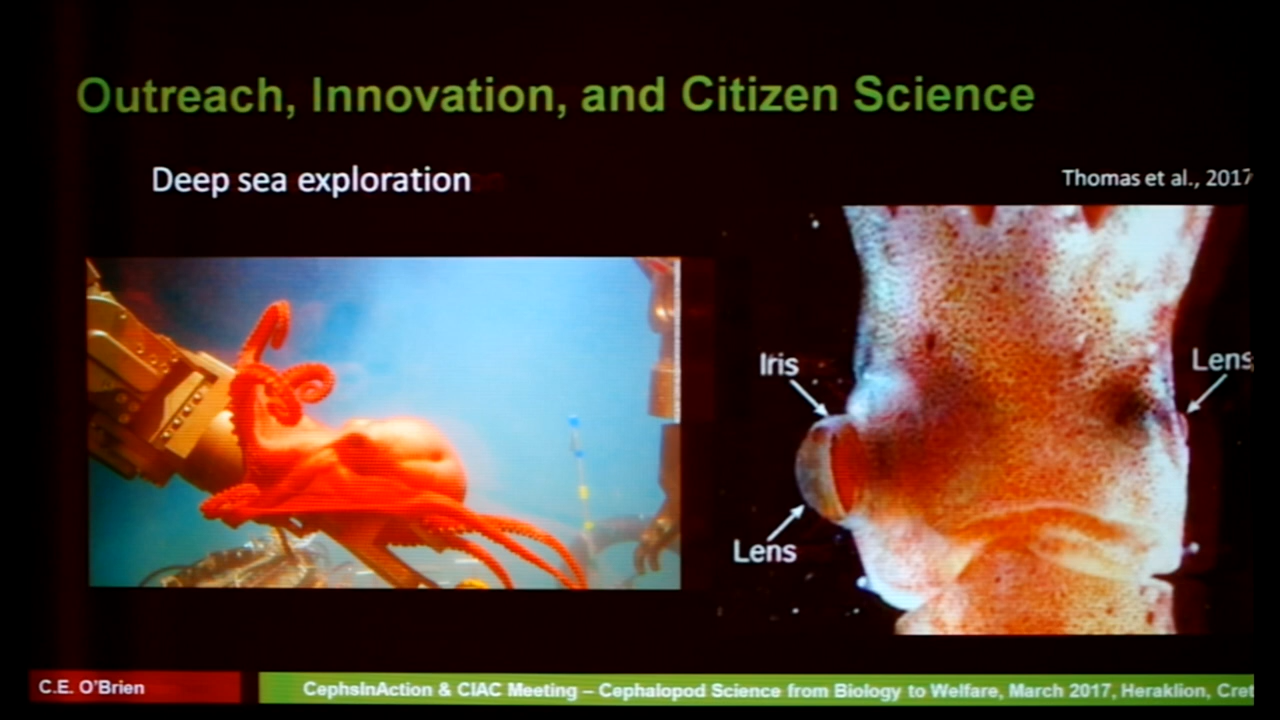 Outreach, Innovation, and Citizen Science
Deep sea exploration
Thomas et al., 2017
Iris
Lens
Lens
C.E. O'Brien
CephsInAction & CIAC Meeting – Cephalopod Science from Biology to Welfare, March 2017, Heraklion, Cret